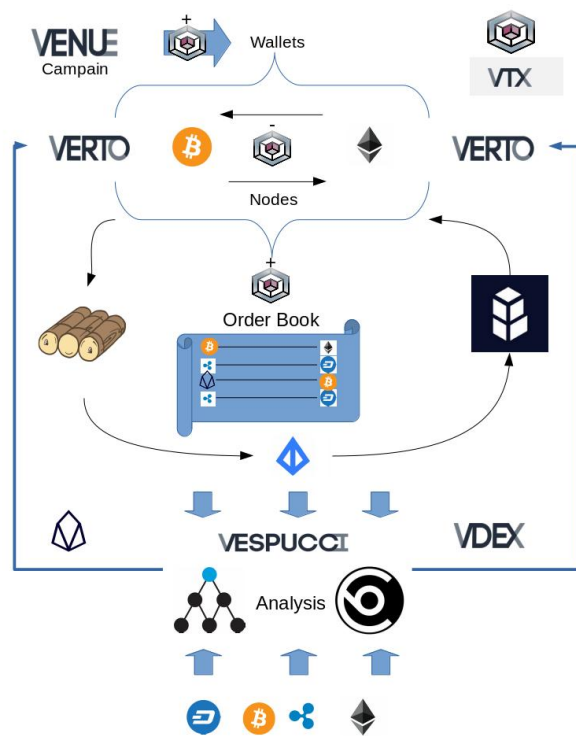 +
VENUE
Wallets
Campain
VTX
VERTO
-
VERTO
Nodes
+
Order Book
VESPUCCI
VDEX
Analysis